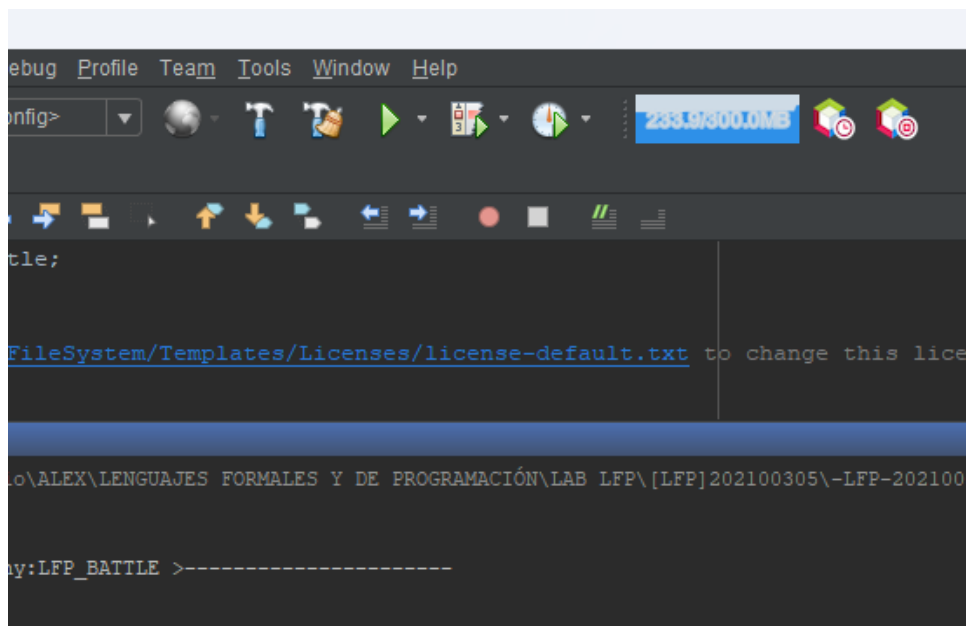 ebug Profile Team Tools Window Help
onfig>
233.9/300.0MB
tle;
FileSystem/Templates/Licenses/license-default.txt to change this lice
lo\ALEX\LENGUAJES FORMALES Y DE PROGRAMACIÓN\LAB LFP\[LFP]202100305\-LFP-202100
ny:LFP_BATTLE >----------------------